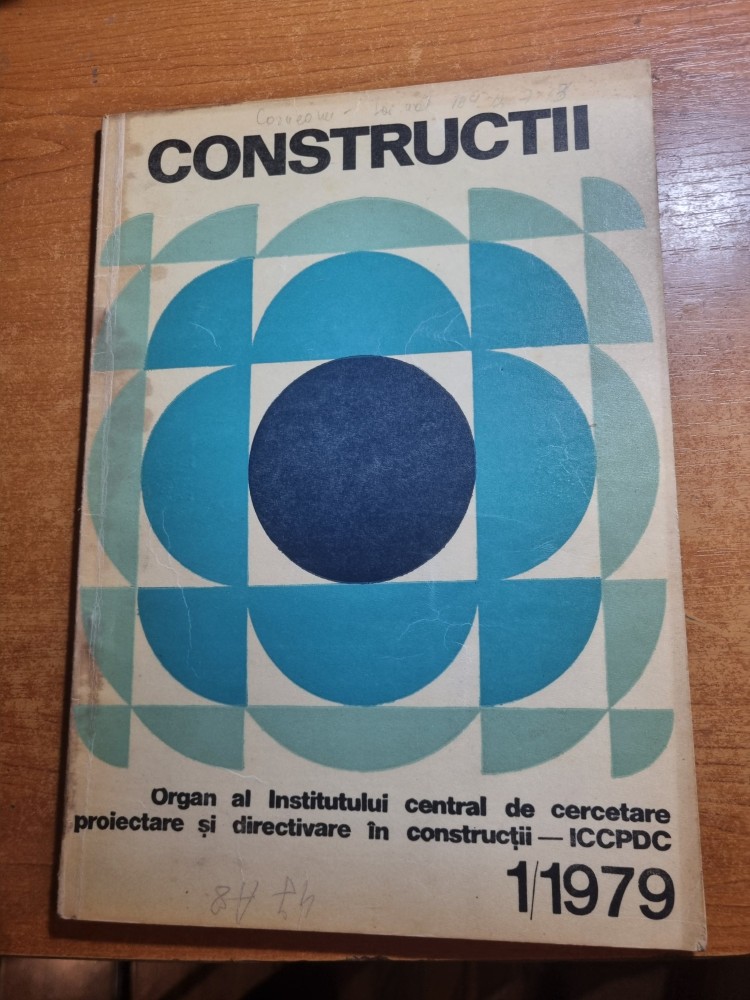 CONSTRUCTII
Organ al Institutului central de cercetare
proiectare și directivare în construcții — ICCPDC
1/1979